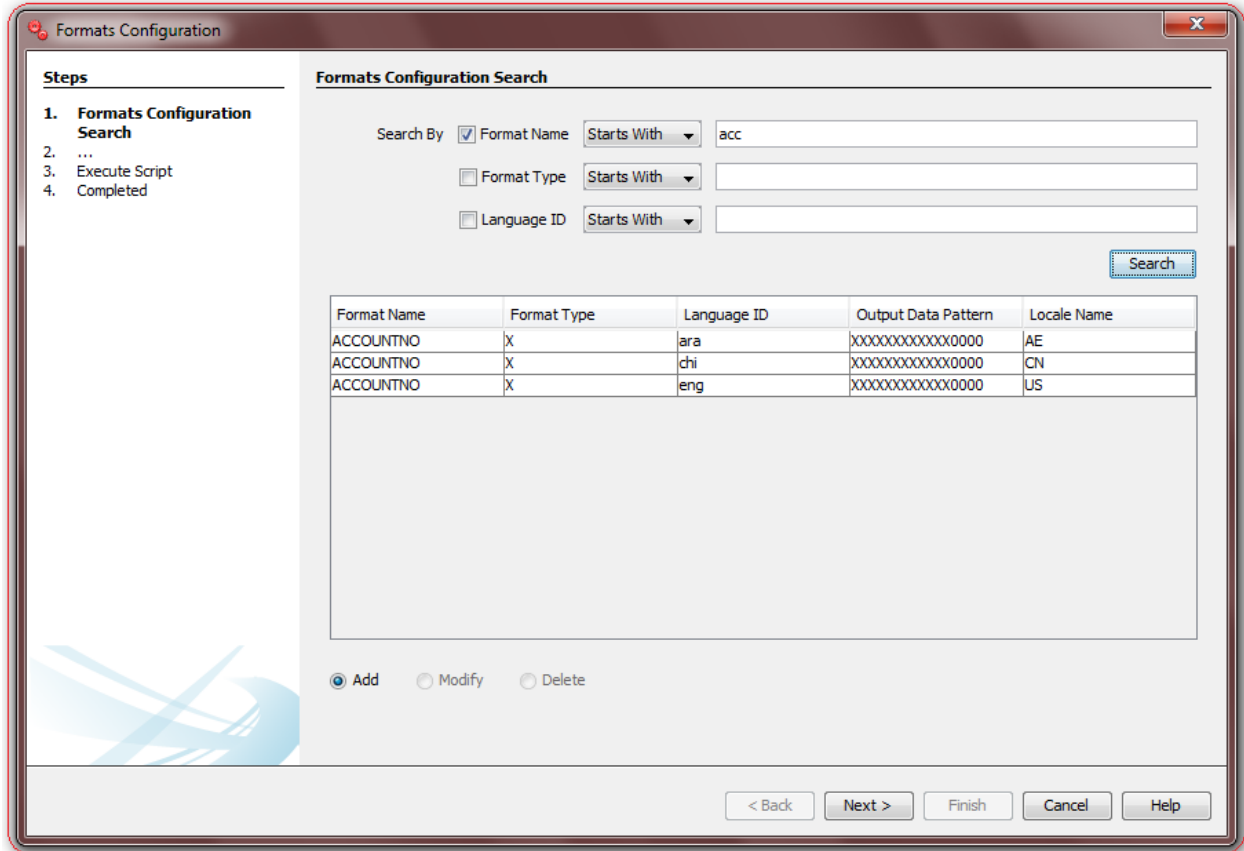 Formats Configuration
x
Steps
1. Formats Configuration
Search
2. ...
3. Execute Script
4. Completed
Formats Configuration Search
Search By Format Name Starts With acc
Format Type Starts With
Language ID Starts With
Search
Format Name Format Type Language ID Output Data Pattern Locale Name
ACCOUNTNO X ara XXXXXXXXXXXX0000 AE
ACCOUNTNO X chi XXXXXXXXXXXX0000 CN
ACCOUNTNO X eng XXXXXXXXXXXX0000 US
Add Modify Delete
< Back Next > Finish Cancel Help